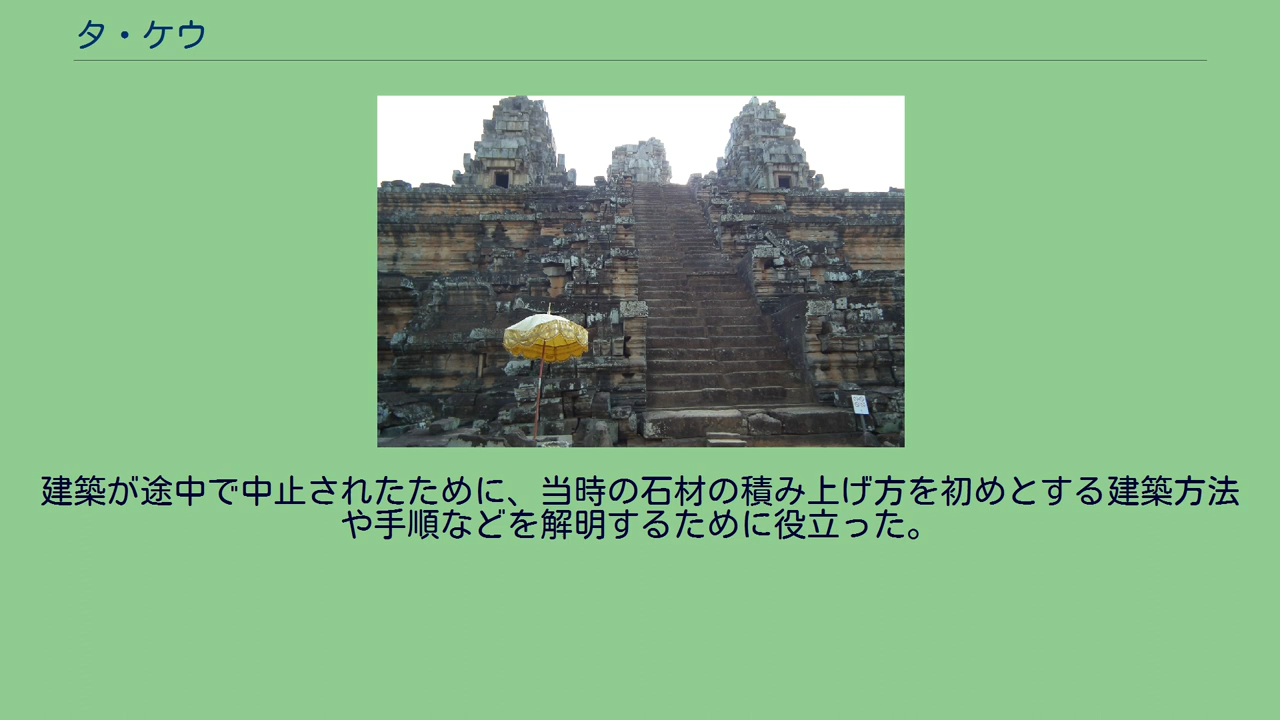 タ・ケウ
建築が途中で中止されたために、当時の石材の積み上げ方を初めとする建築方法
や手順などを解明するために役立った。